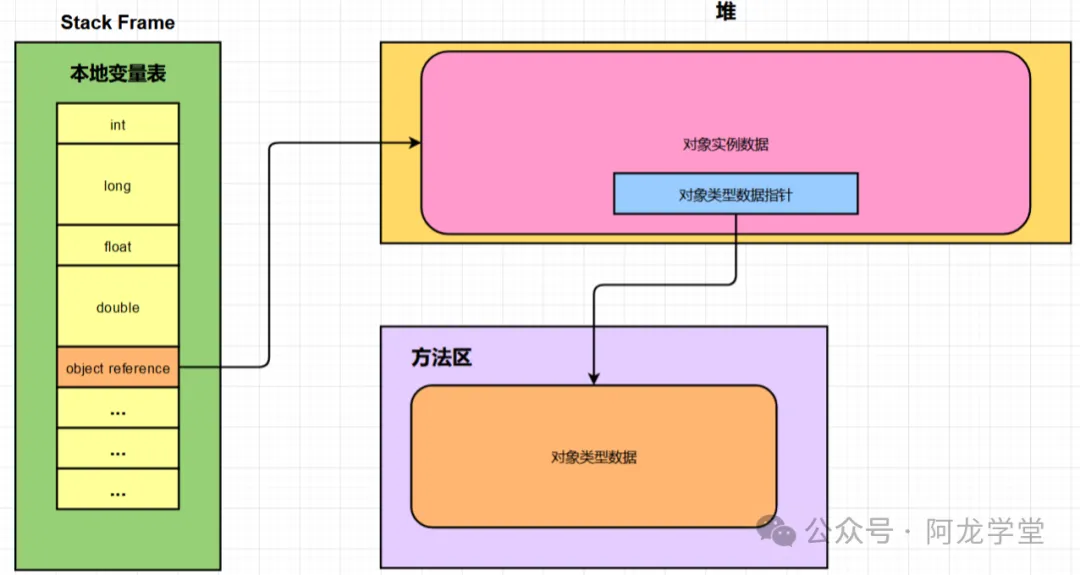 Stack Frame
本地变量表
int
long
float
double
object reference
...
...
...
堆
对象实例数据
对象类型数据指针
方法区
对象类型数据
公众号 · 阿龙学堂